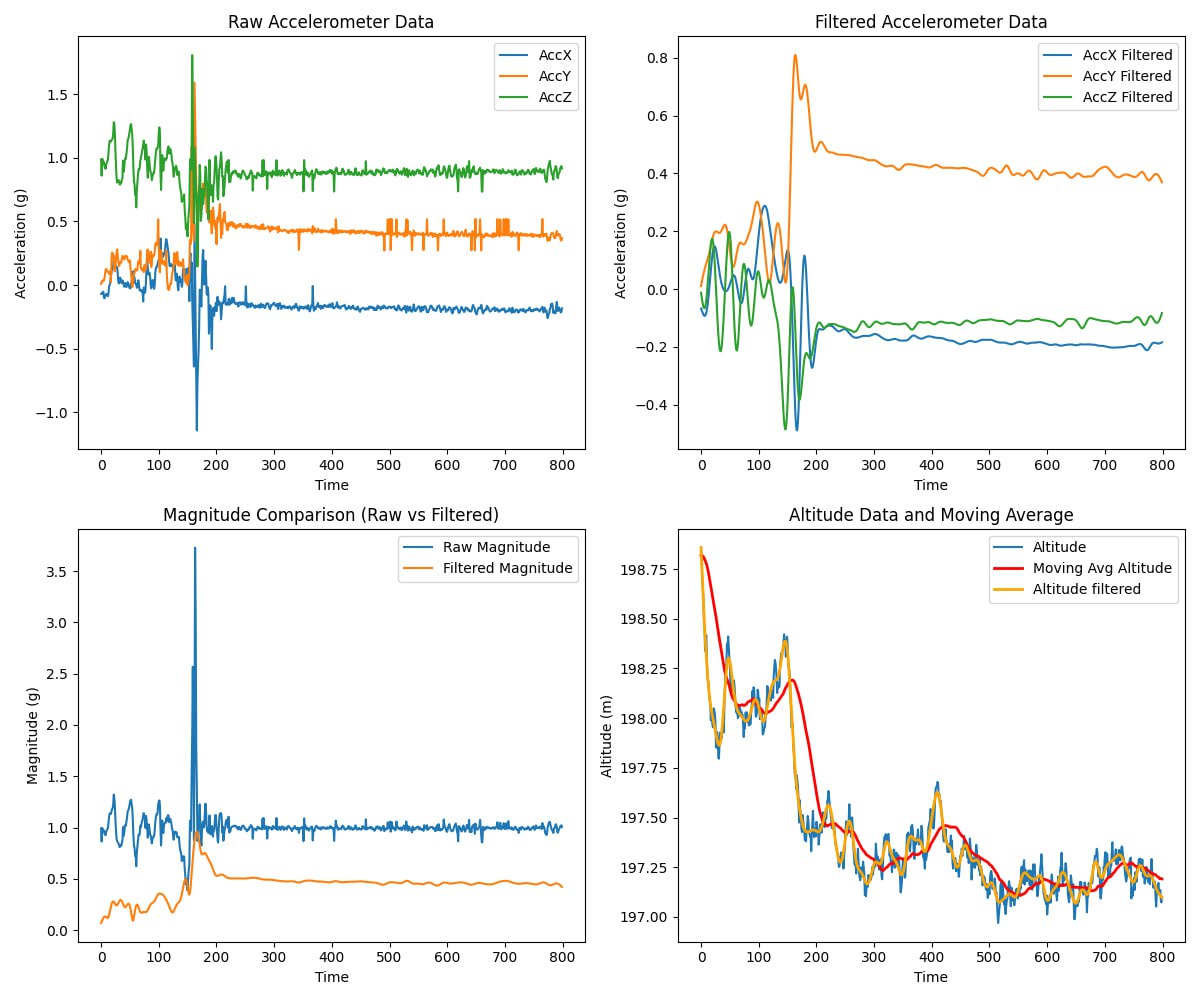 Raw Accelerometer Data
AccX
AccY
AccZ
1.5
1.0
0.5
0.0
−0.5
−1.0
Acceleration (g)
0 100 200 300 400 500 600 700 800
Time
Filtered Accelerometer Data
AccX Filtered
AccY Filtered
AccZ Filtered
0.8
0.6
0.4
0.2
0.0
−0.2
−0.4
Acceleration (g)
0 100 200 300 400 500 600 700 800
Time
Magnitude Comparison (Raw vs Filtered)
Raw Magnitude
Filtered Magnitude
3.5
3.0
2.5
2.0
1.5
1.0
0.5
0.0
Magnitude (g)
0 100 200 300 400 500 600 700 800
Time
Altitude Data and Moving Average
Altitude
Moving Avg Altitude
Altitude filtered
198.75
198.50
198.25
198.00
197.75
197.50
197.25
197.00
Altitude (m)
0 100 200 300 400 500 600 700 800
Time